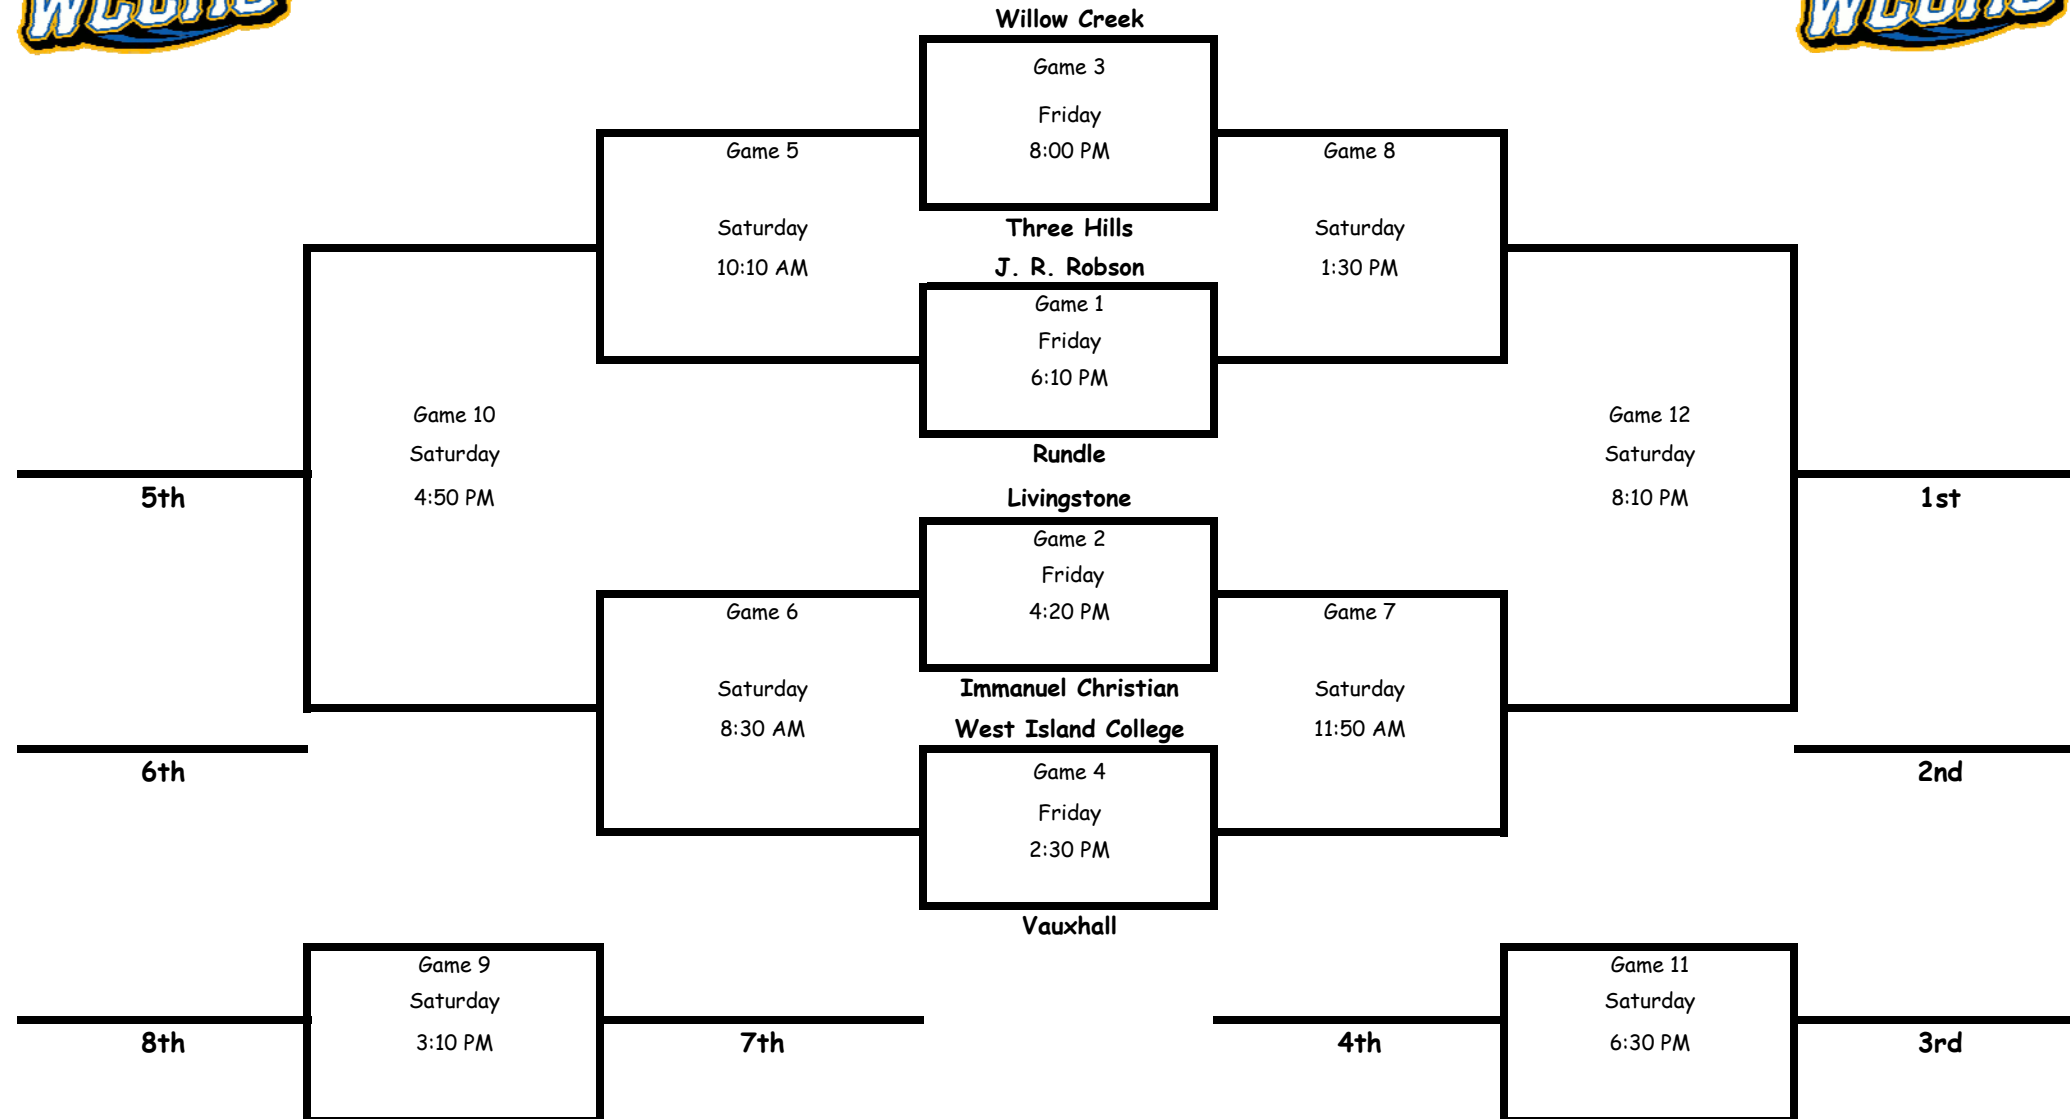 WCCHS
WCCHS
Willow Creek
Game 3
Friday
Game 5
8:00 PM
Game 8
Saturday
Three Hills
Saturday
10:10 AM
J. R. Robson
1:30 PM
Game 1
Friday
6:10 PM
Game 10
Game 12
Saturday
Rundle
Saturday
5th
4:50 PM
Livingstone
8:10 PM
1st
Game 2
Friday
Game 6
4:20 PM
Game 7
Saturday
Immanuel Christian
Saturday
8:30 AM
West Island College
11:50 AM
6th
Game 4
2nd
Friday
2:30 PM
Vauxhall
Game 9
Game 11
Saturday
Saturday
8th
3:10 PM
7th
4th
6:30 PM
3rd